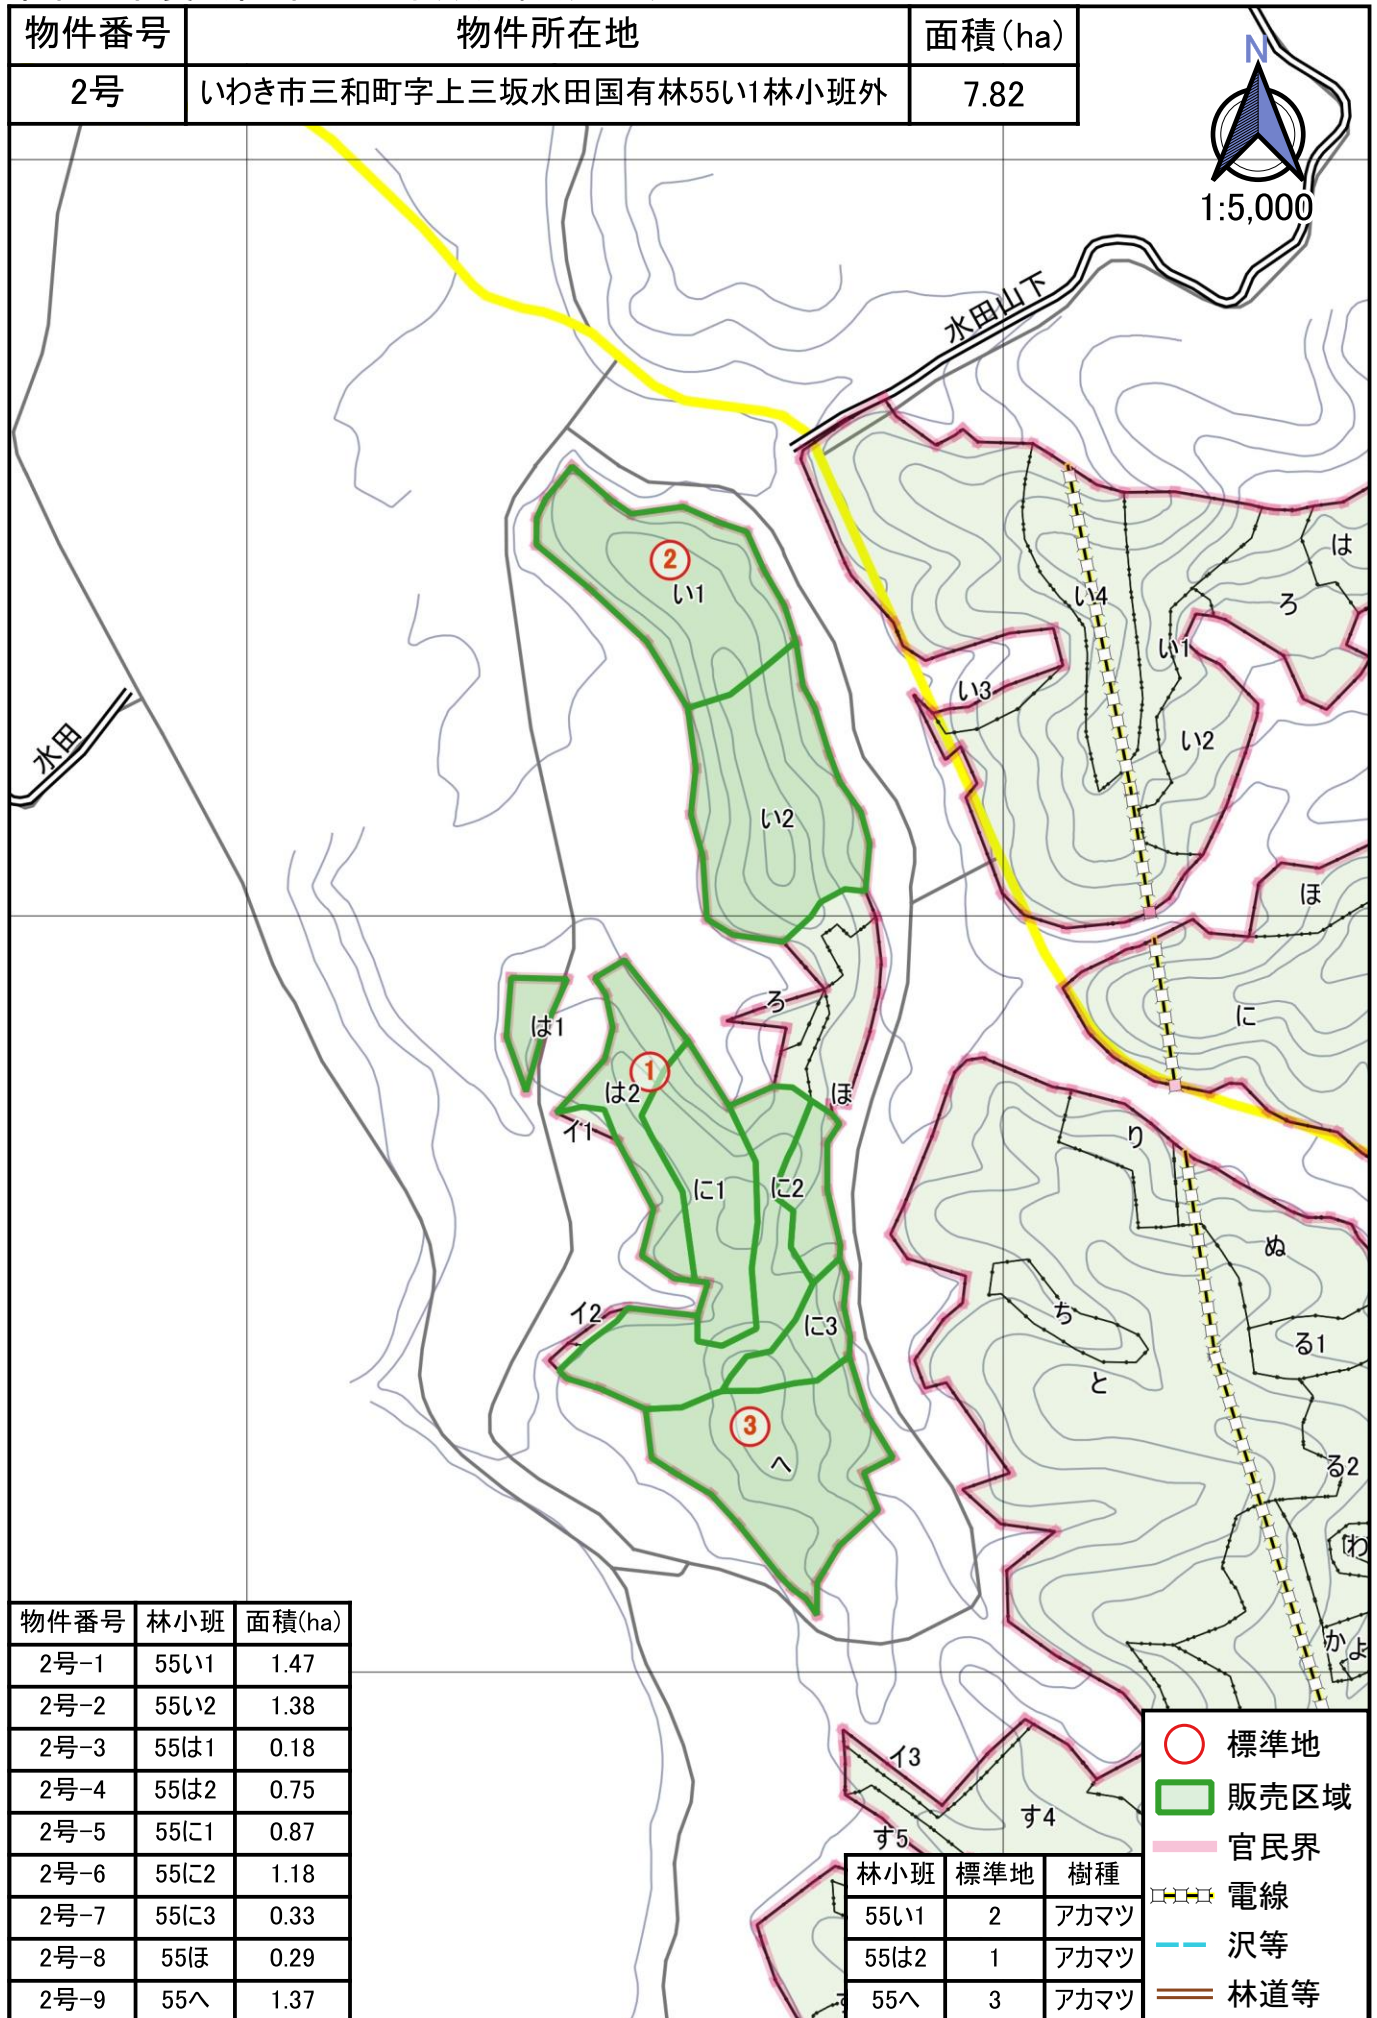 物件番号 物件所在地 面積(ha)
2号 いわき市三和町字上三坂水田国有林55い1林小班外 7.82
N
1:5,000
水田山下
水田
2
い1
い2
い4
い1
は
ろ
い3
い2
ほ
に
は1
ろ
1
は2
イ1
ほ
に1
に2
に3
イ2
3
へ
り
ぬ
ち
る1
と
る2
わ
か
よ
イ3
す4
す5
物件番号 林小班 面積(ha)
2号-1 55い1 1.47
2号-2 55い2 1.38
2号-3 55は1 0.18
2号-4 55は2 0.75
2号-5 55に1 0.87
2号-6 55に2 1.18
2号-7 55に3 0.33
2号-8 55ほ 0.29
2号-9 55へ 1.37
林小班 標準地 樹種
55い1 2 アカマツ
55は2 1 アカマツ
55へ 3 アカマツ
標準地
販売区域
官民界
電線
沢等
林道等